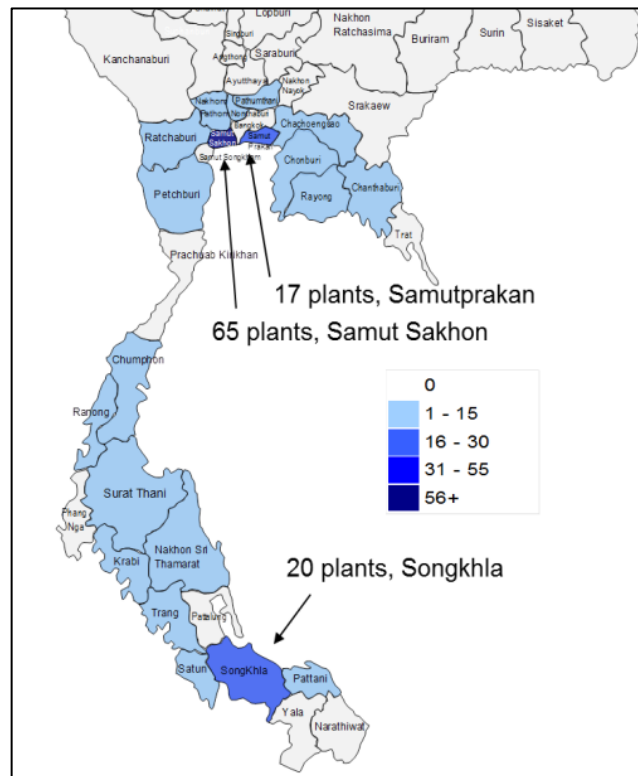 Lopburi
Nakhon
Ratchasima
Buriram
Surin
Sisaket
Singburi
Kanchanaburi
Angthong
Saraburi
Ayutthaya
Nakhon
Nayok
Srakaew
Nakhon
Pathom
Pathumthani
Nonthaburi
Bangkok
Chachoengsao
Ratchaburi
Samut
Sakhon
Samut
Prakan
Samut Songkham
Chonburi
Petchburi
Rayong
Chanthaburi
Trat
Prachuab Kirikhan
17 plants, Samutprakan
65 plants, Samut Sakhon
Chumphon
Ranong
0
1 - 15
16 - 30
31 - 55
56+
Surat Thani
Phang
Nga
Krabi
Nakhon Sri
Thamarat
20 plants, Songkhla
Trang
Patalung
Satun
SongKhla
Pattani
Yala
Narathiwat